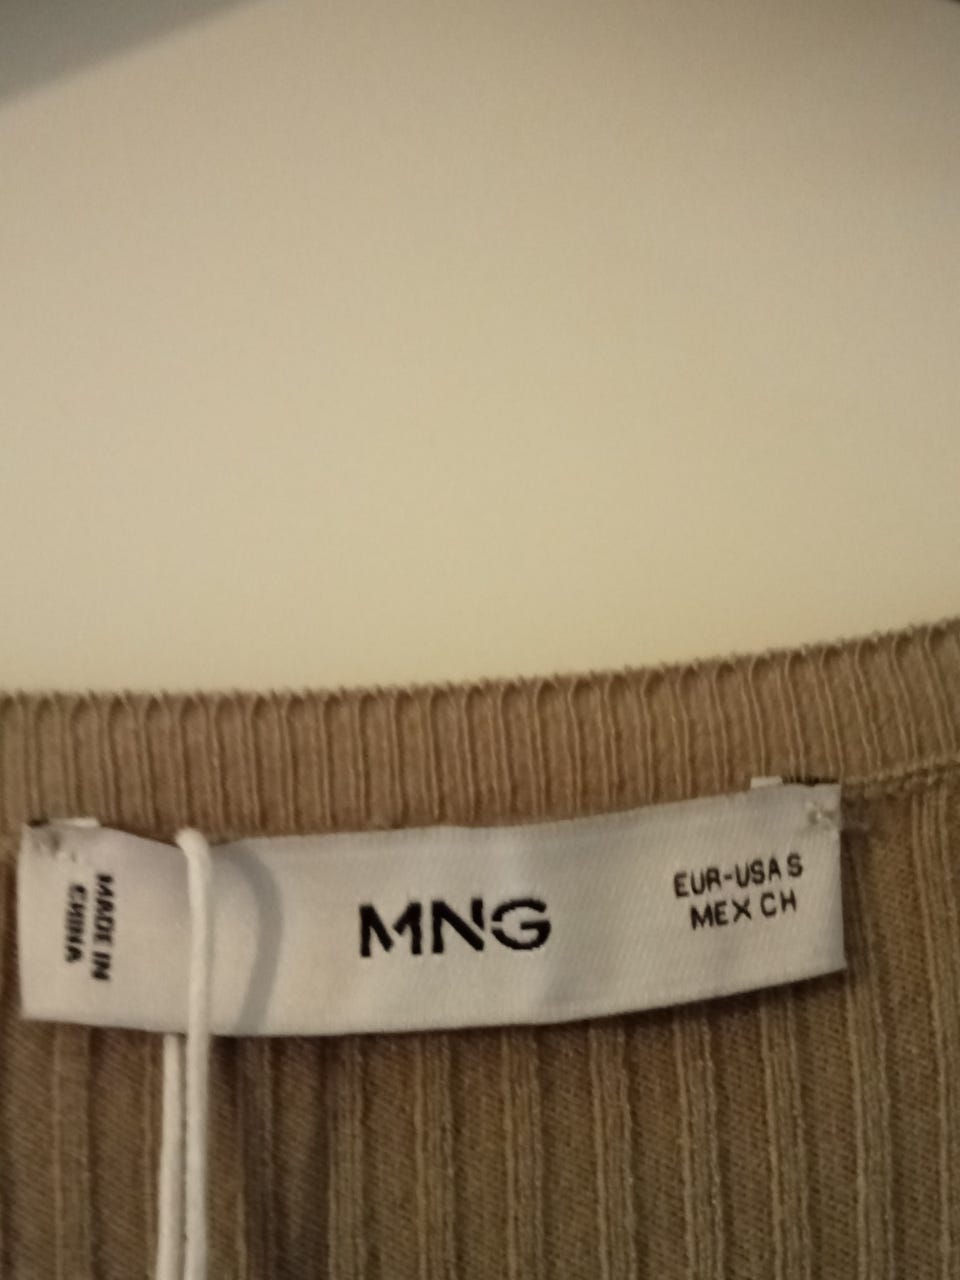 MADE IN
CHINA
MNG
EUR-USA S
MEX CH